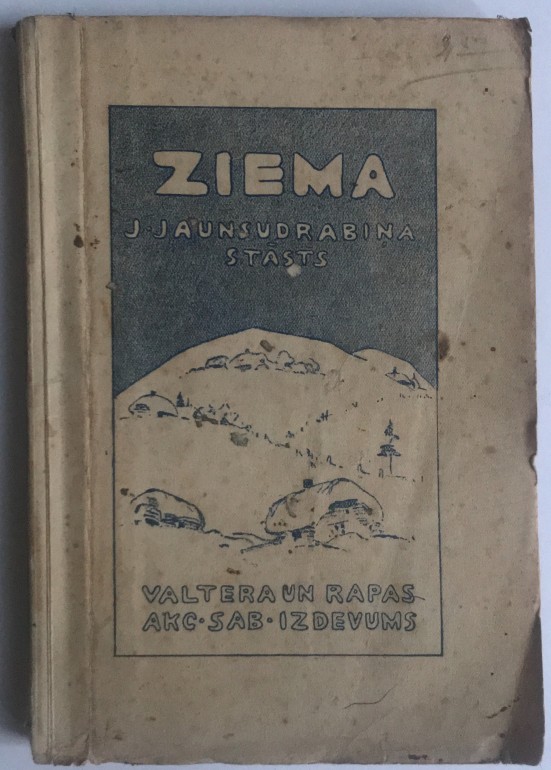 ZIEMA
J·JAUNSUDRABIŅA
STĀSTS
VALTERA UN RAPAS
AKC·SAB·IZDEVUMS